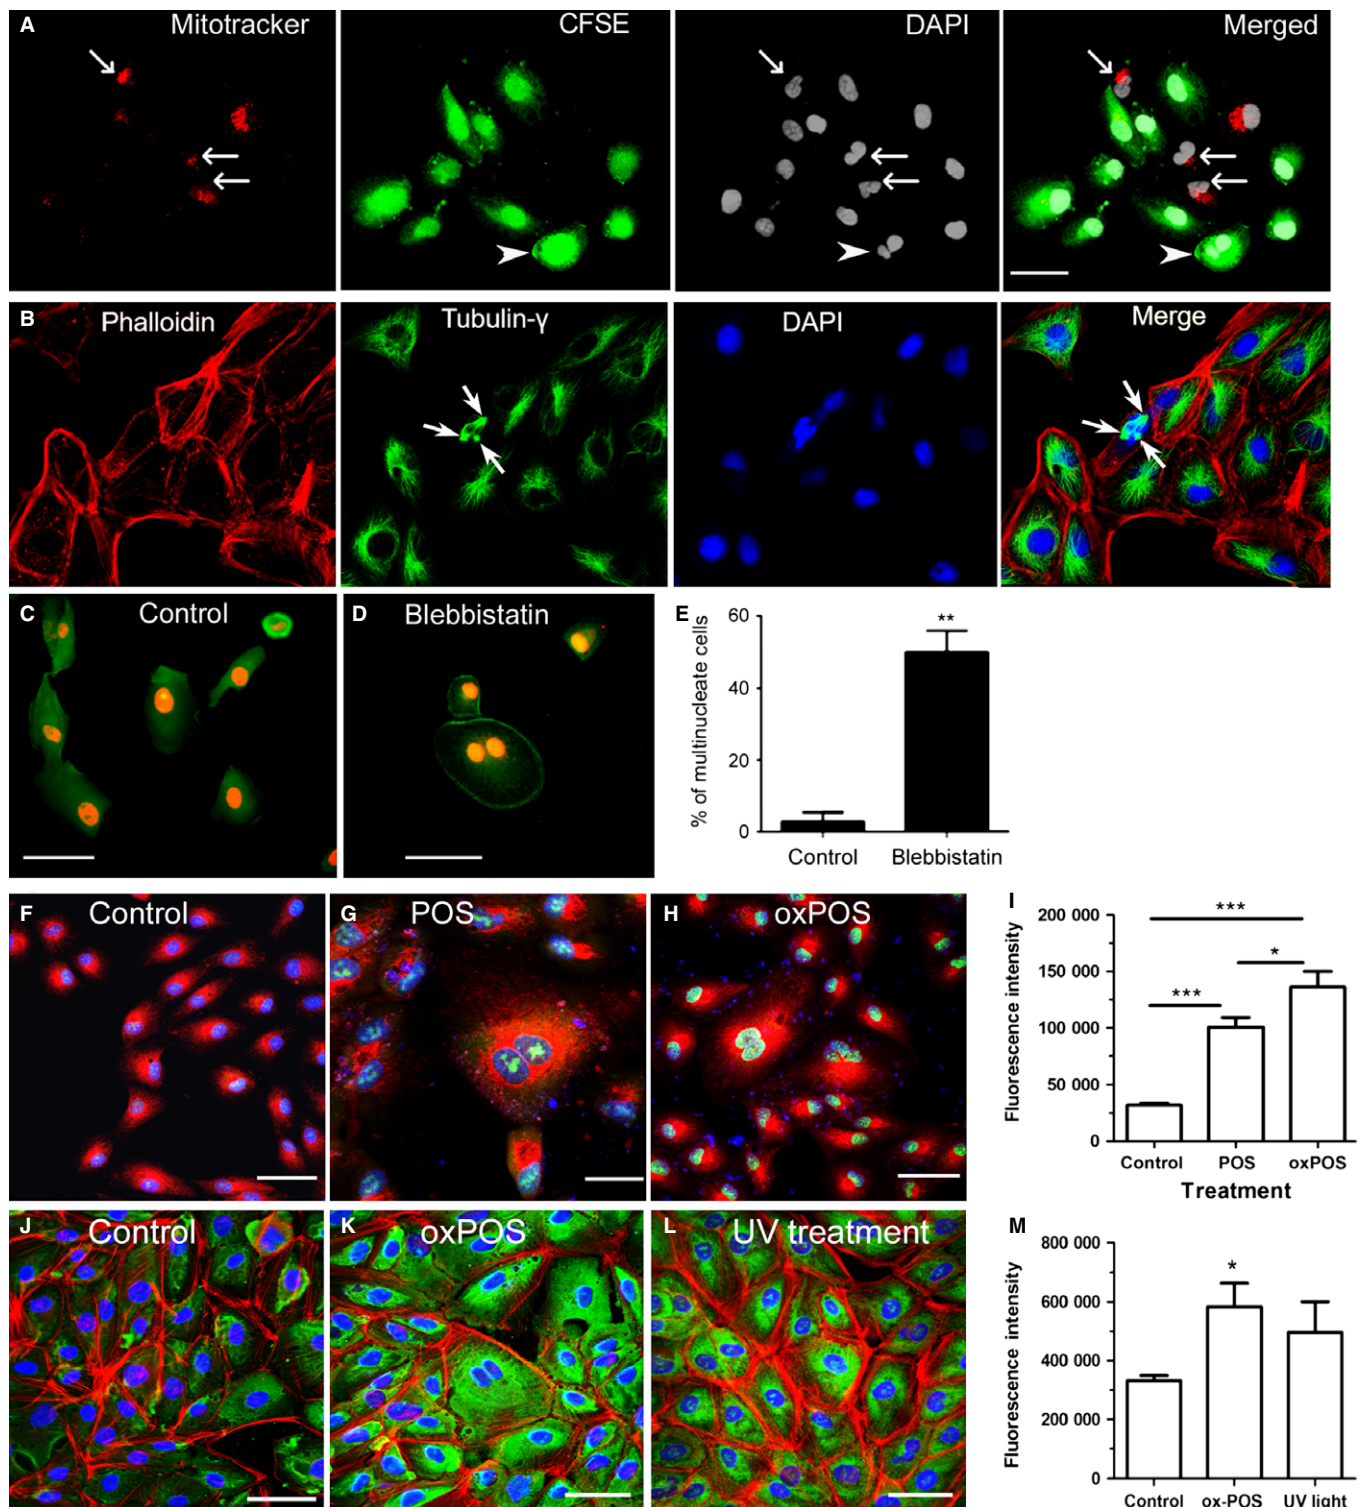 A Mitotracker CFSE DAPI Merged
B Phalloidin Tubulin-γ DAPI Merge
C Control
D Blebbistatin
E
% of multinucleate cells
60
**
40
20
0
Control Blebbistatin
F Control
G POS
H oxPOS
I
Fluorescence intensity
200 000
150 000
100 000
50 000
0
***
*
***
Control POS oxPOS
Treatment
J Control
K oxPOS
L UV treatment
M
Fluorescence intensity
800 000
600 000
400 000
200 000
0
*
Control ox-POS UV light